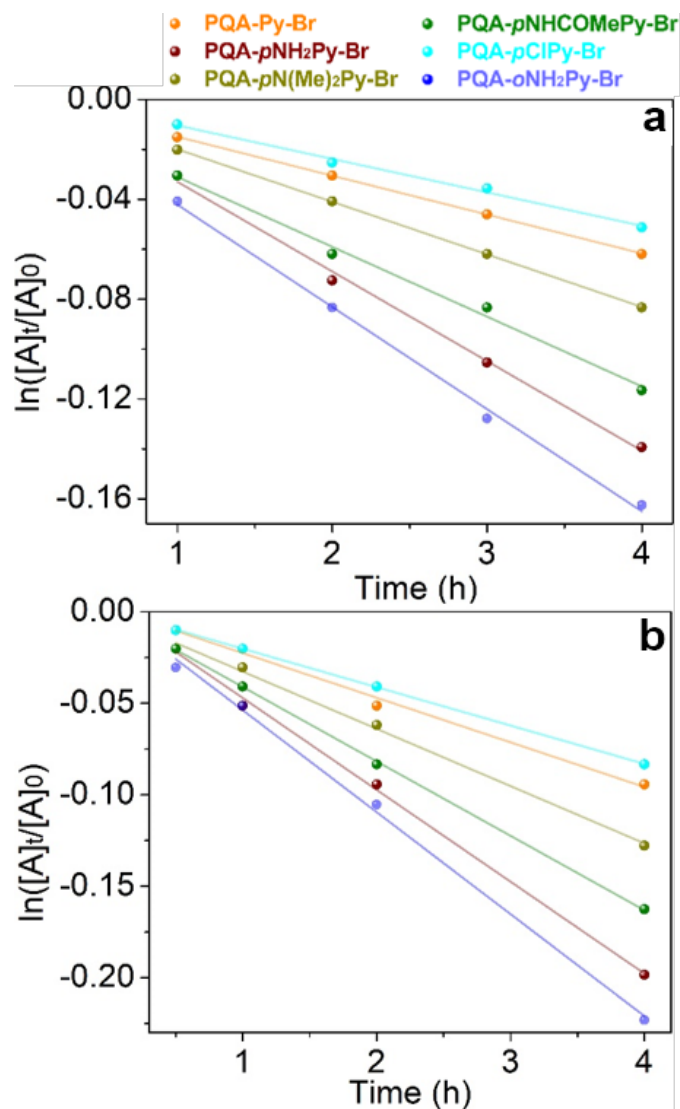 PQA-Py-Br PQA-pNHCOMePy-Br
PQA-pNH₂Py-Br PQA-pClPy-Br
PQA-pN(Me)₂Py-Br PQA-oNH₂Py-Br
a
0.00
-0.04
-0.08
-0.12
-0.16
ln([A]t/[A]0)
1 2 3 4
Time (h)
b
0.00
-0.05
-0.10
-0.15
-0.20
ln([A]t/[A]0)
1 2 3 4
Time (h)